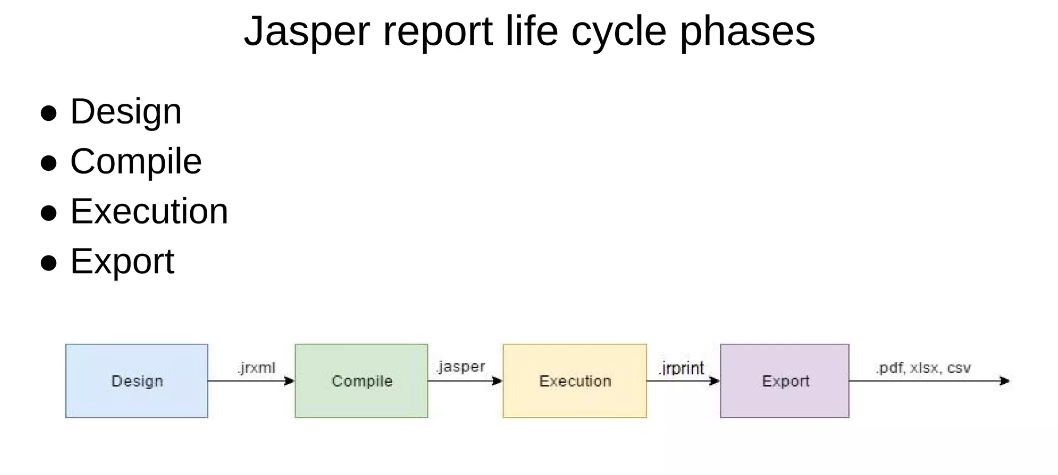 Jasper report life cycle phases
● Design
● Compile
● Execution
● Export
Design
.jrxml
Compile
.jasper
Execution
.jrprint
Export
.pdf, xlsx, csv